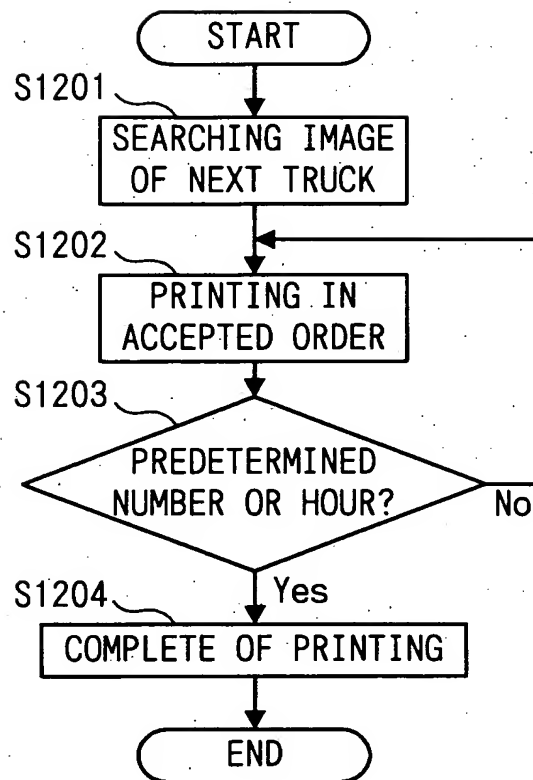 START
S1201
SEARCHING IMAGE
OF NEXT TRUCK
S1202
PRINTING IN
ACCEPTED ORDER
S1203
PREDETERMINED
NUMBER OR HOUR?
No
Yes
S1204
COMPLETE OF PRINTING
END